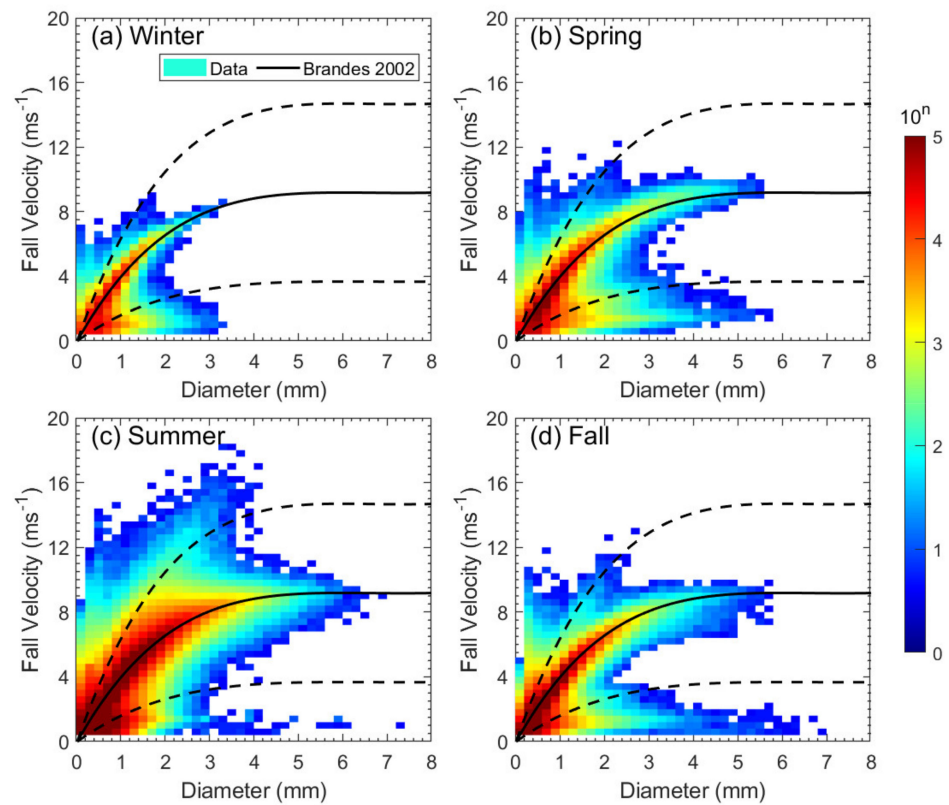 (a) Winter
Data
Brandes 2002
20
16
12
8
4
0
Fall Velocity (ms⁻¹)
0 1 2 3 4 5 6 7 8
Diameter (mm)
(b) Spring
20
16
12
8
4
0
Fall Velocity (ms⁻¹)
0 1 2 3 4 5 6 7 8
Diameter (mm)
10ⁿ
5
4
3
2
1
0
(c) Summer
20
16
12
8
4
0
Fall Velocity (ms⁻¹)
0 1 2 3 4 5 6 7 8
Diameter (mm)
(d) Fall
20
16
12
8
4
0
Fall Velocity (ms⁻¹)
0 1 2 3 4 5 6 7 8
Diameter (mm)